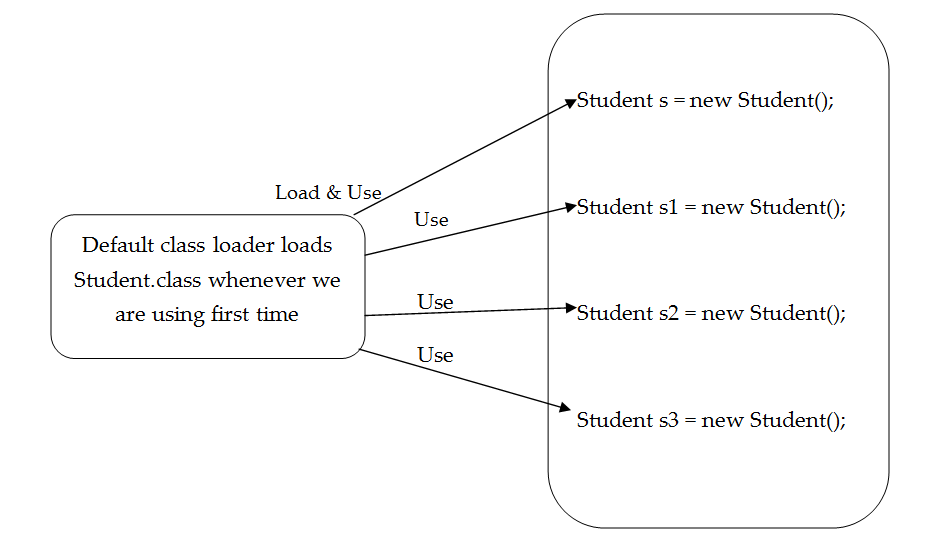 Student s = new Student();
Load & Use
Student s1 = new Student();
Use
Default class loader loads
Student.class whenever we
are using first time
Use
Student s2 = new Student();
Use
Student s3 = new Student();